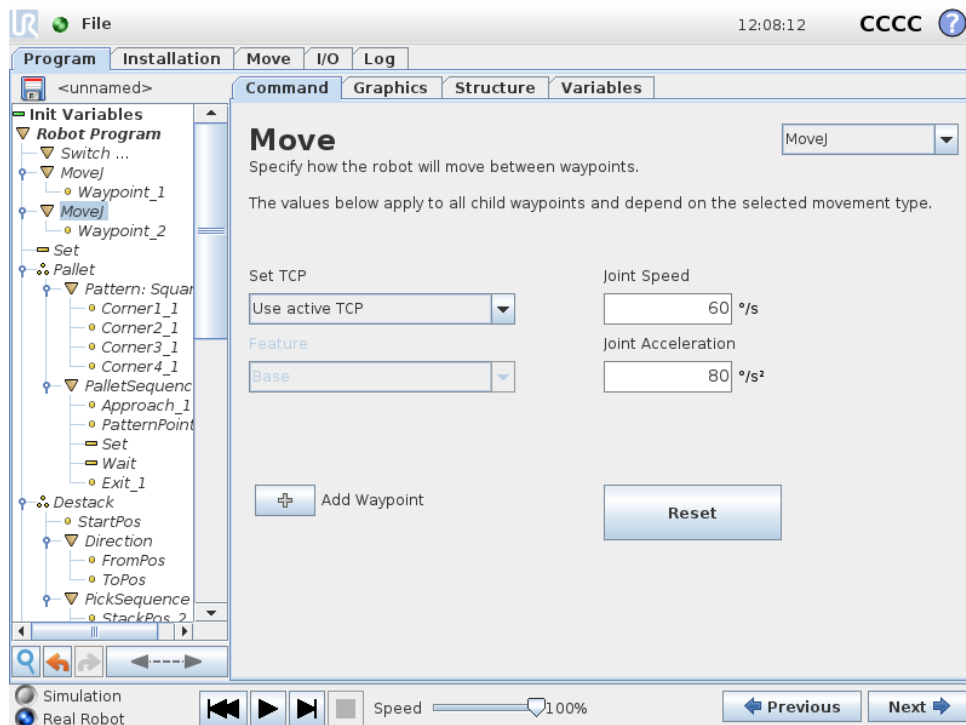 UR File 12:08:12 CCCC ?
Program Installation Move I/O Log
<unnamed> Command Graphics Structure Variables
Init Variables
Robot Program
Switch ...
MoveJ
Waypoint_1
MoveJ
Waypoint_2
Set
Pallet
Pattern: Squar
Corner1_1
Corner2_1
Corner3_1
Corner4_1
PalletSequenc
Approach_1
PatternPoint
Set
Wait
Exit_1
Destack
StartPos
Direction
FromPos
ToPos
PickSequence
StackPos_2
Move MoveJ
Specify how the robot will move between waypoints.
The values below apply to all child waypoints and depend on the selected movement type.
Set TCP Joint Speed
Use active TCP 60 °/s
Feature Joint Acceleration
Base 80 °/s²
Add Waypoint Reset
Simulation
Real Robot
Speed 100% Previous Next